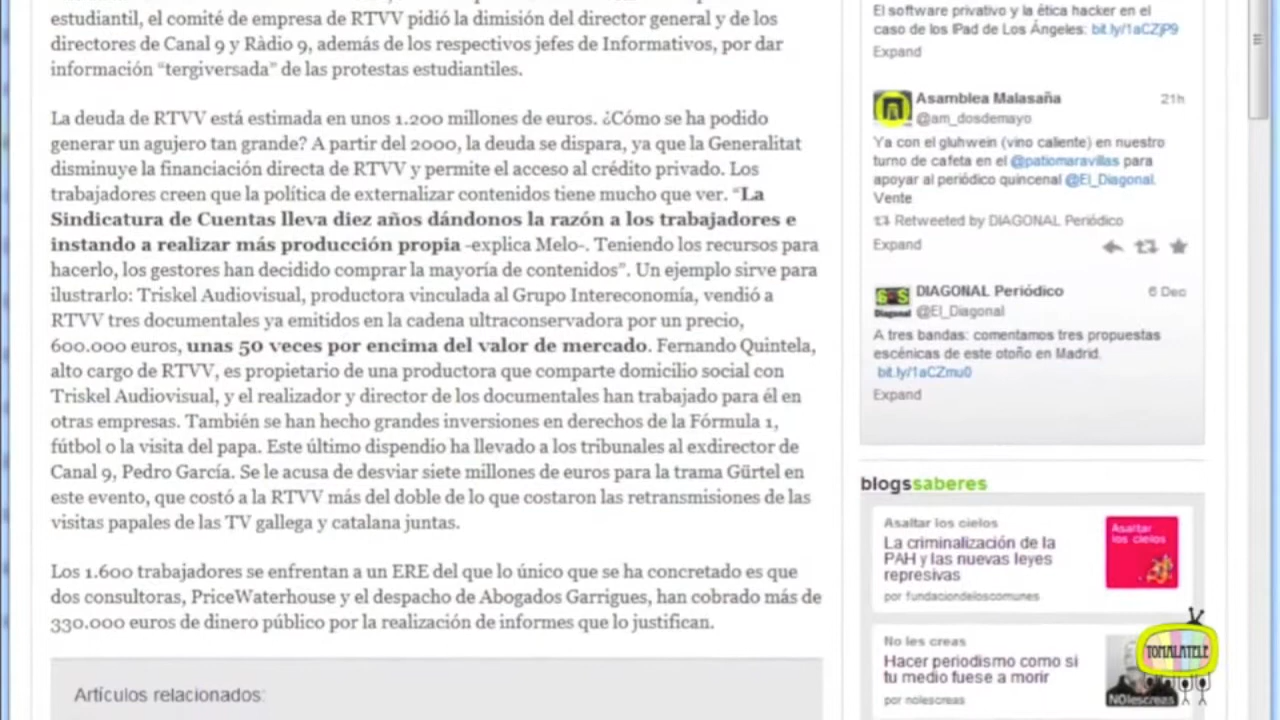 estudiantil, el comité de empresa de RTVV pidió la dimisión del director general y de los
directores de Canal 9 y Ràdio 9, además de los respectivos jefes de Informativos, por dar
información “tergiversada” de las protestas estudiantiles.
La deuda de RTVV está estimada en unos 1.200 millones de euros. ¿Cómo se ha podido
generar un agujero tan grande? A partir del 2000, la deuda se dispara, ya que la Generalitat
disminuye la financiación directa de RTVV y permite el acceso al crédito privado. Los
trabajadores creen que la política de externalizar contenidos tiene mucho que ver. “La
Sindicatura de Cuentas lleva diez años dándonos la razón a los trabajadores e
instando a realizar más producción propia -explica Melo-. Teniendo los recursos para
hacerlo, los gestores han decidido comprar la mayoría de contenidos”. Un ejemplo sirve para
ilustrarlo: Triskel Audiovisual, productora vinculada al Grupo Intereconomía, vendió a
RTVV tres documentales ya emitidos en la cadena ultraconservadora por un precio,
600.000 euros, unas 50 veces por encima del valor de mercado. Fernando Quintela,
alto cargo de RTVV, es propietario de una productora que comparte domicilio social con
Triskel Audiovisual, y el realizador y director de los documentales han trabajado para él en
otras empresas. También se han hecho grandes inversiones en derechos de la Fórmula 1,
fútbol o la visita del papa. Este último dispendio ha llevado a los tribunales al exdirector de
Canal 9, Pedro García. Se le acusa de desviar siete millones de euros para la trama Gürtel en
este evento, que costó a la RTVV más del doble de lo que costaron las retransmisiones de las
visitas papales de las TV gallega y catalana juntas.
Los 1.600 trabajadores se enfrentan a un ERE del que lo único que se ha concretado es que
dos consultoras, PriceWaterhouse y el despacho de Abogados Garrigues, han cobrado más de
330.000 euros de dinero público por la realización de informes que lo justifican.
Artículos relacionados:
El software privativo y la ética hacker en el
caso de los IPad de Los Ángeles: bit.ly/1aCZjP9
Expand
Asamblea Malasaña 21h
@am_dosdemayo
Ya con el gluhwein (vino caliente) en nuestro
turno de cafeta en el @patiomaravillas para
apoyar al periódico quincenal @El_Diagonal.
Vente
Retweeted by DIAGONAL Periódico
Expand
DIAGONAL Periódico 6 Dec
@El_Diagonal
A tres bandas: comentamos tres propuestas
escénicas de este otoño en Madrid.
bit.ly/1aCZmu0
Expand
blogssaberes
Asaltar los cielos
La criminalización de la
PAH y las nuevas leyes
represivas
por fundaciondeloscomunes
Asaltar
los cielos
No les creas
Hacer periodismo como si
tu medio fuese a morir
por nolescreas
NOlescreas
TOMALATELE